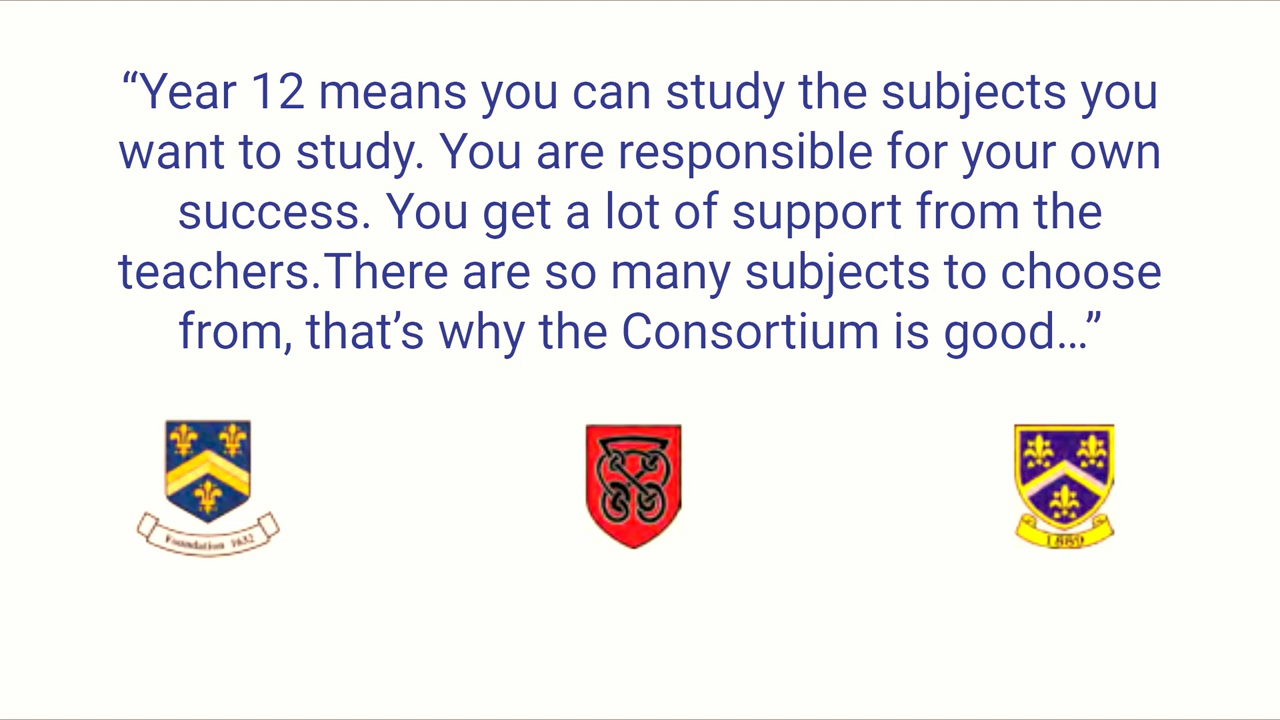 “Year 12 means you can study the subjects you
want to study. You are responsible for your own
success. You get a lot of support from the
teachers.There are so many subjects to choose
from, that’s why the Consortium is good…”
Foundation 1632
1889